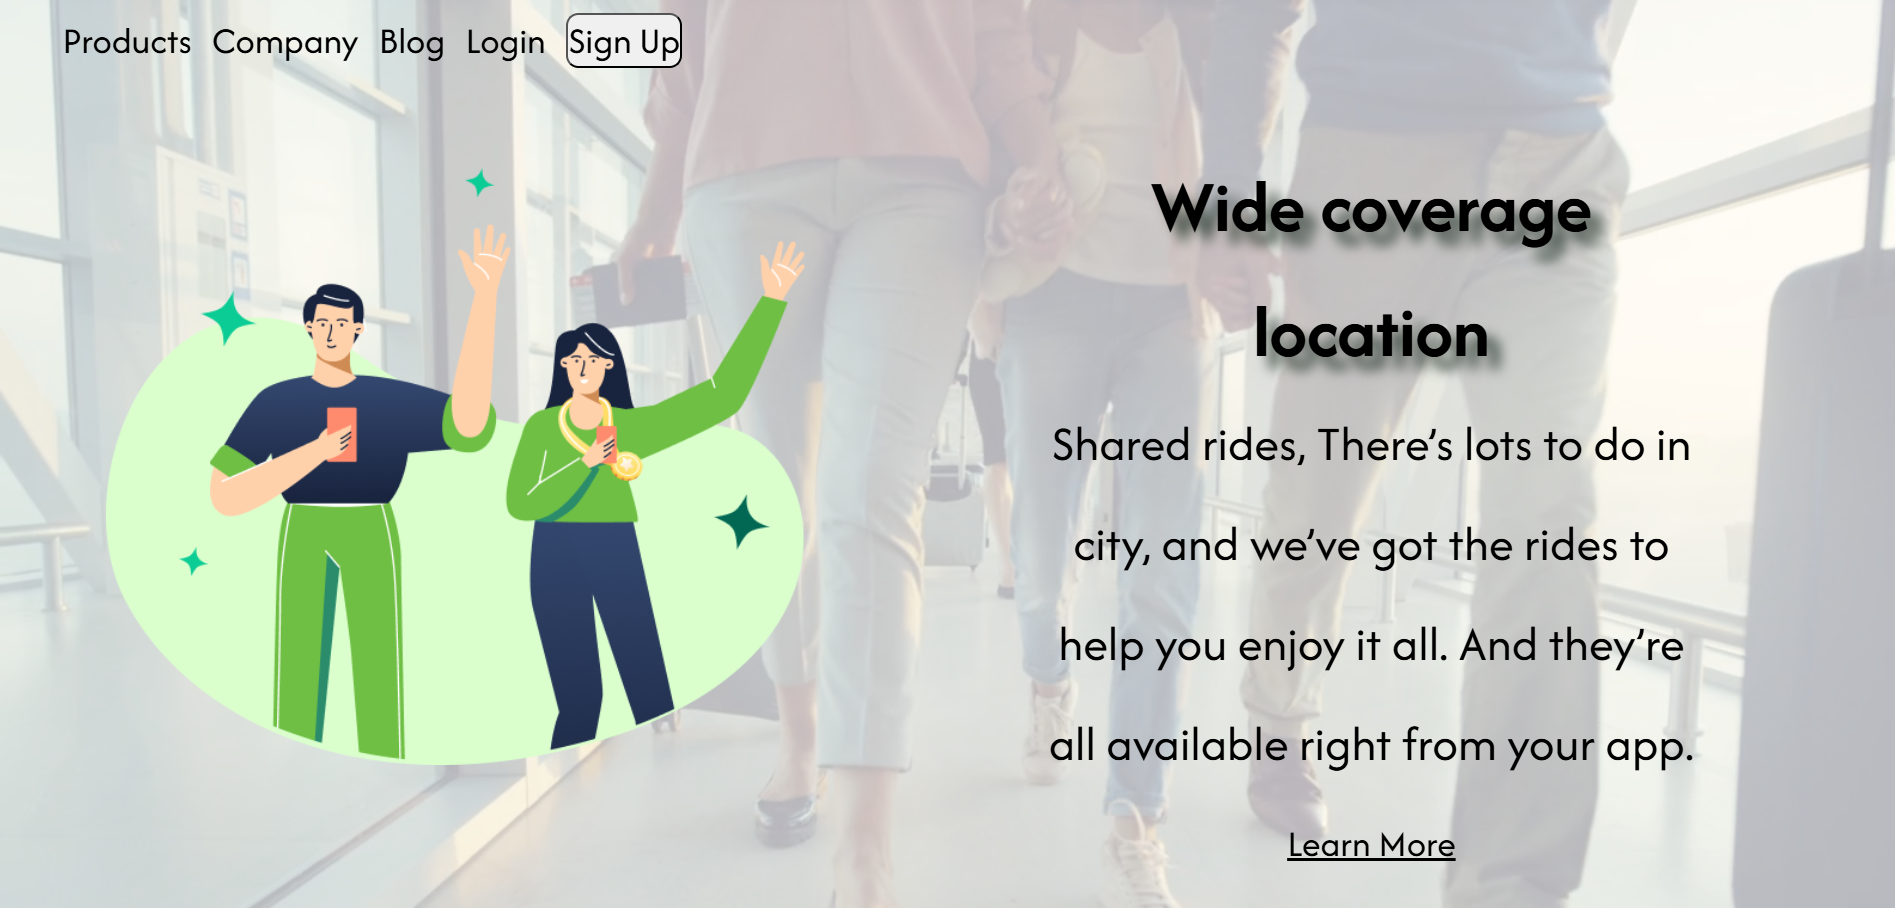 Products Company Blog Login Sign Up
Wide coverage
location
Shared rides, There’s lots to do in
city, and we’ve got the rides to
help you enjoy it all. And they’re
all available right from your app.
Learn More